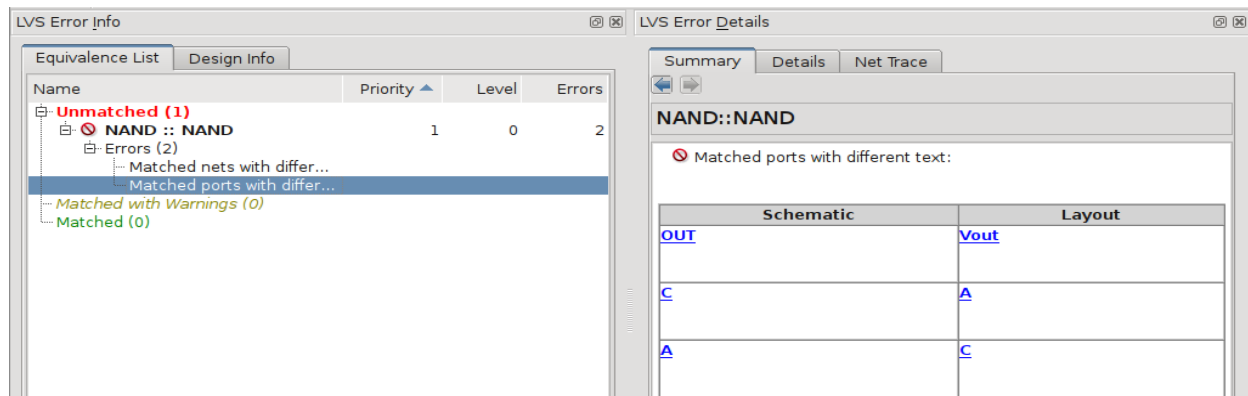 LVS Error Info
Equivalence List Design Info
Name Priority Level Errors
Unmatched (1)
NAND :: NAND 1 0 2
Errors (2)
Matched nets with differ...
Matched ports with differ...
Matched with Warnings (0)
Matched (0)
LVS Error Details
Summary Details Net Trace
NAND::NAND
Matched ports with different text:
Schematic Layout
OUT Vout
C A
A C